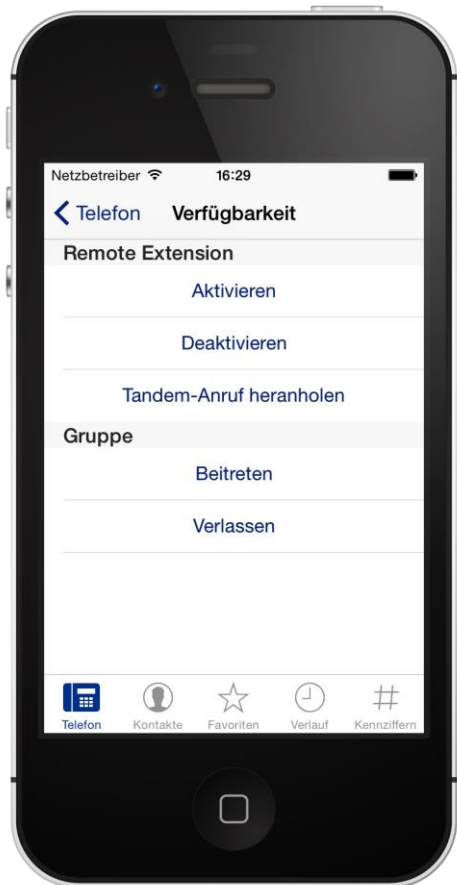 Netzbetreiber 16:29
Telefon Verfügbarkeit
Remote Extension
Aktivieren
Deaktivieren
Tandem-Anruf heranholen
Gruppe
Beitreten
Verlassen
Telefon Kontakte Favoriten Verlauf Kennziffern